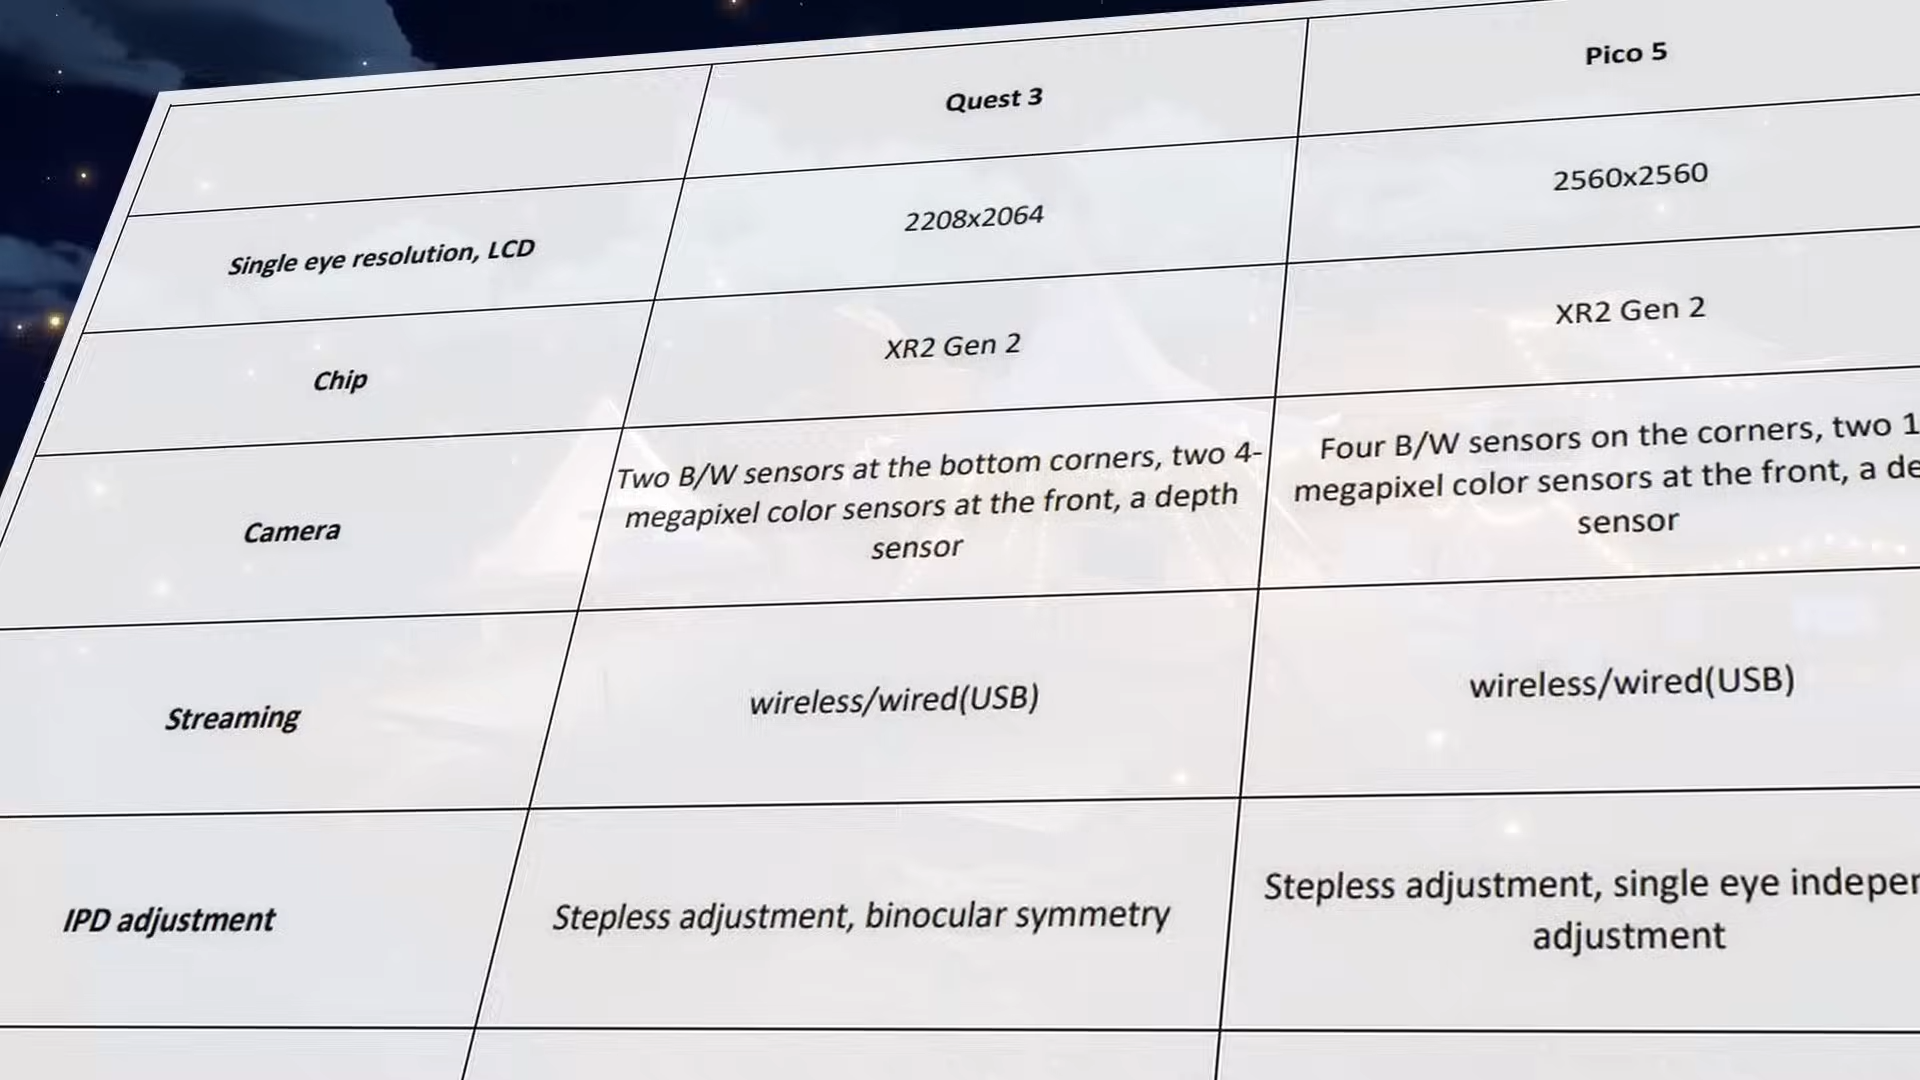 Quest 3
Pico 5
Single eye resolution, LCD
2208x2064
2560x2560
Chip
XR2 Gen 2
XR2 Gen 2
Camera
Two B/W sensors at the bottom corners, two 4-
megapixel color sensors at the front, a depth
sensor
Four B/W sensors on the corners, two
megapixel color sensors at the front, a
sensor
Streaming
wireless/wired(USB)
wireless/wired(USB)
IPD adjustment
Stepless adjustment, binocular symmetry
Stepless adjustment, single eye
adjustment